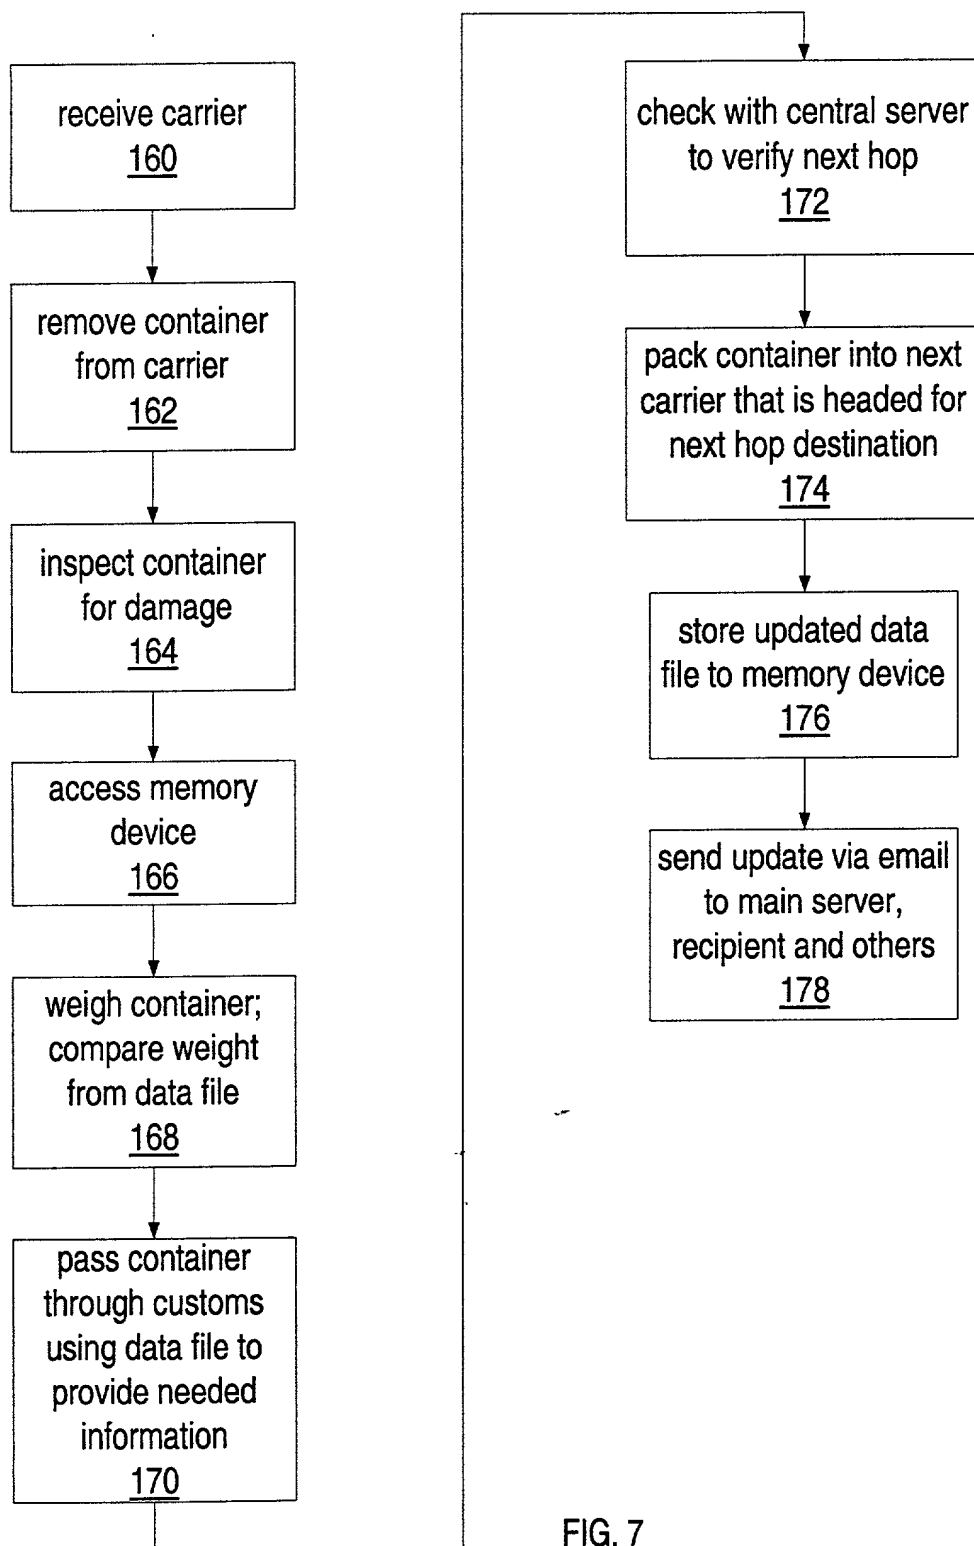 receive carrier
160
remove container
from carrier
162
inspect container
for damage
164
access memory
device
166
weigh container;
compare weight
from data file
168
pass container
through customs
using data file to
provide needed
information
170
check with central server
to verify next hop
172
pack container into next
carrier that is headed for
next hop destination
174
store updated data
file to memory device
176
send update via email
to main server,
recipient and others
178
FIG. 7